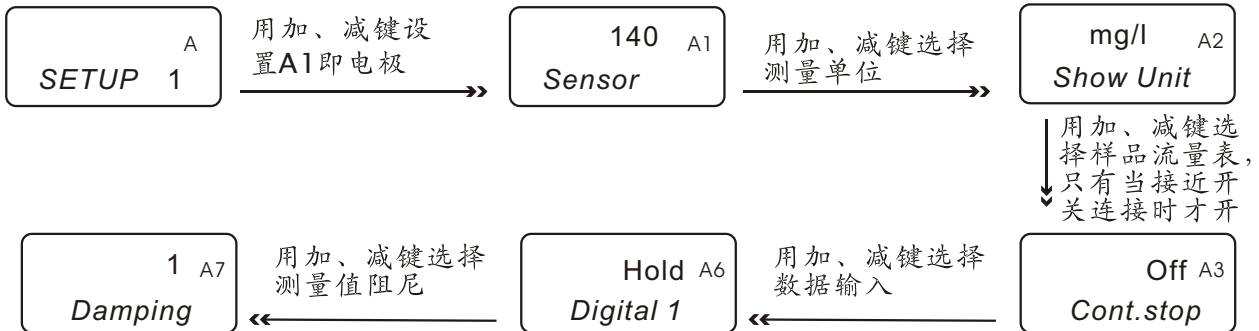 A
SETUP 1
用加、减键设
置A1即电极
140 A1
Sensor
用加、减键选择
测量单位
mg/l A2
Show Unit
用加、减键选
择样品流量表，
只有当接近开
关连接时才开
Off A3
Cont.stop
用加、减键选择
数据输入
Hold A6
Digital 1
用加、减键选择
测量值阻尼
1 A7
Damping